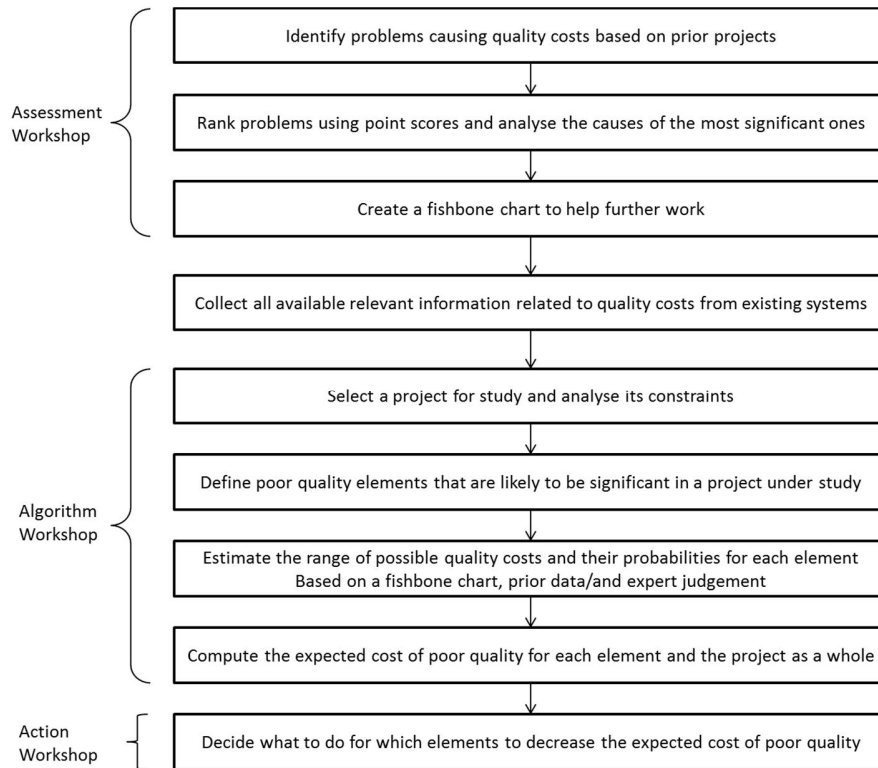 Identify problems causing quality costs based on prior projects
Assessment
Workshop
Rank problems using point scores and analyse the causes of the most significant ones
Create a fishbone chart to help further work
Collect all available relevant information related to quality costs from existing systems
Select a project for study and analyse its constraints
Define poor quality elements that are likely to be significant in a project under study
Algorithm
Workshop
Estimate the range of possible quality costs and their probabilities for each element
Based on a fishbone chart, prior data/and expert judgement
Compute the expected cost of poor quality for each element and the project as a whole
Action
Workshop
Decide what to do for which elements to decrease the expected cost of poor quality